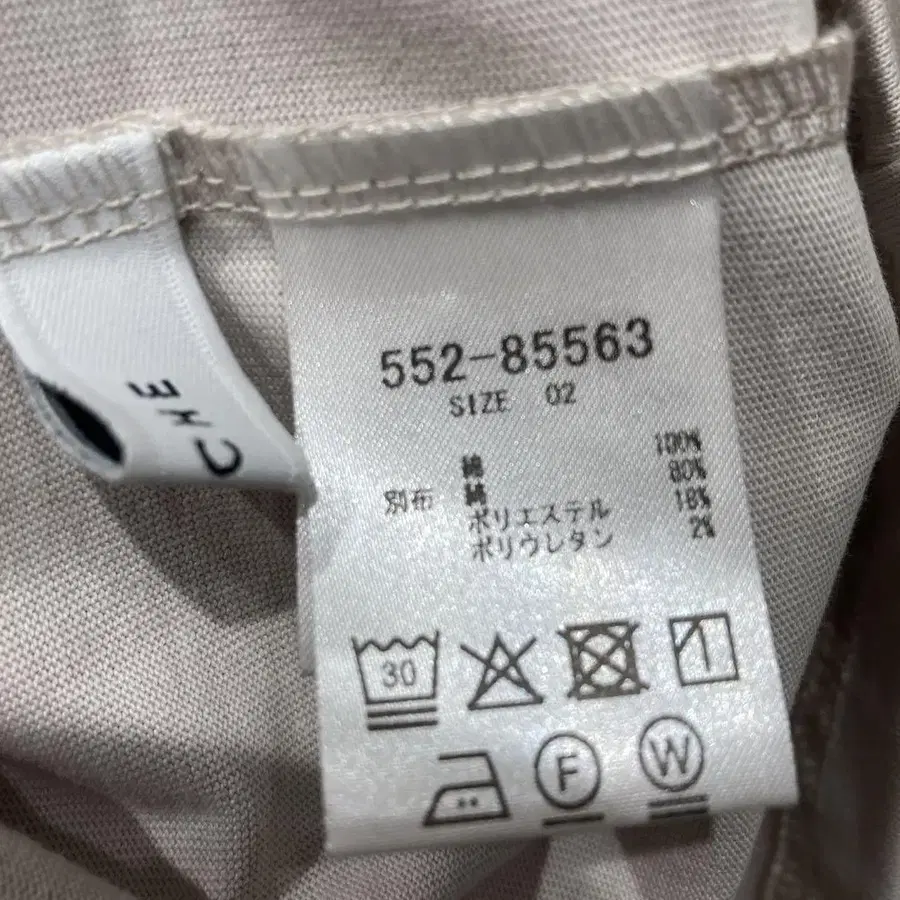 552-85563
SIZE 02
綿 100%
別布 綿 80%
ポリエステル 18%
ポリウレタン 2%
30
F
W
CHE